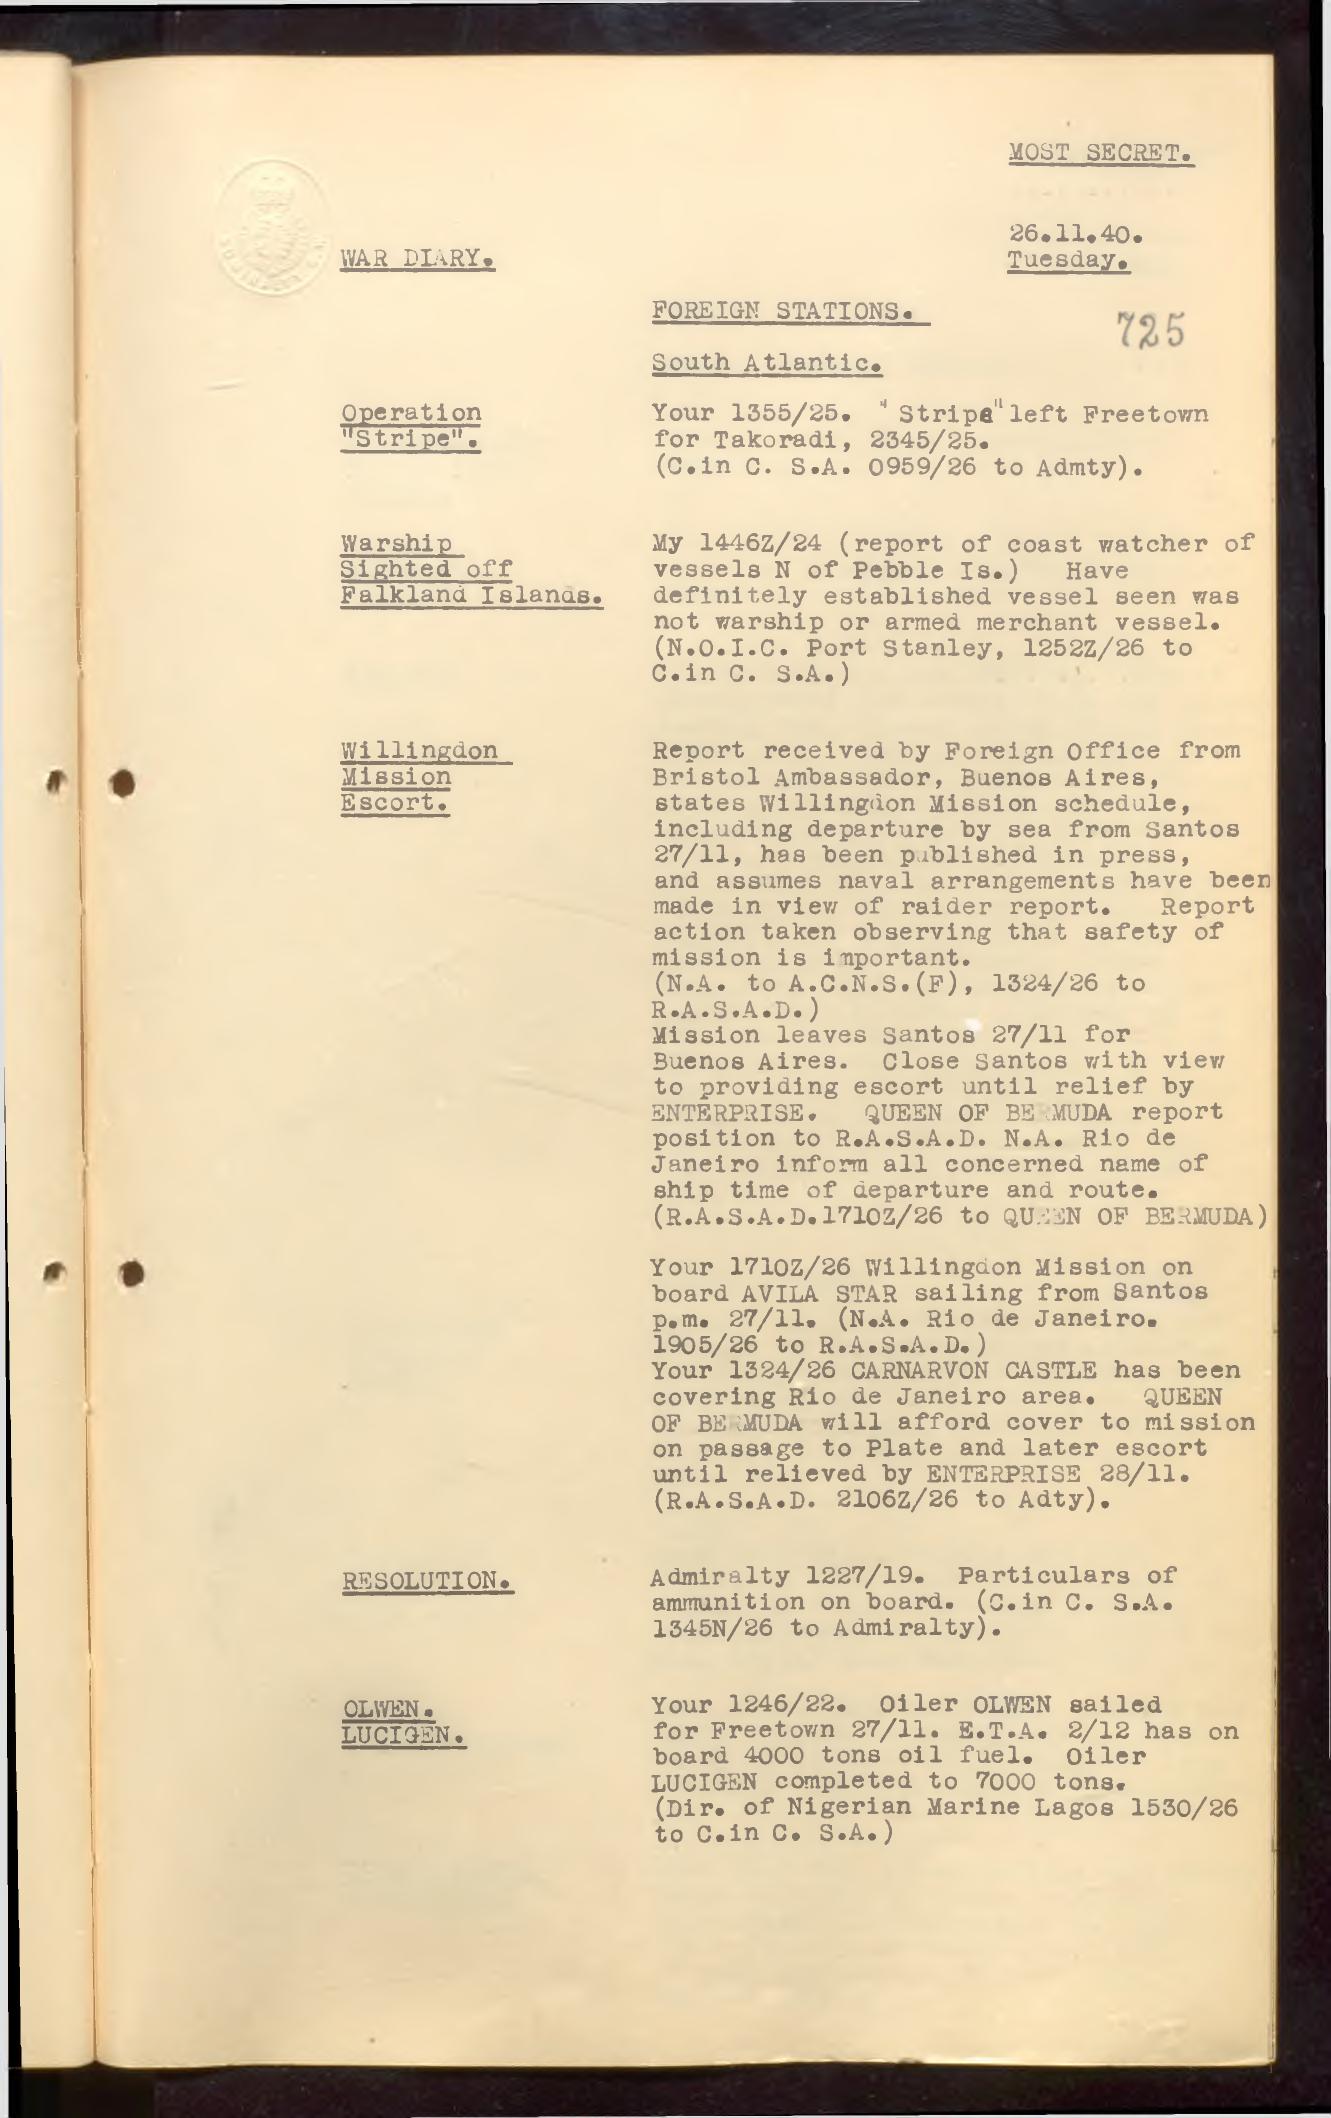 MOST SECRET.
26.11.40.
WAR DIARY.
Tuesday.
FOREIGN STATIONS.
725
South Atlantic.
Operation
"Stripe".
Your 1355/25. "Stripe" left Freetown
for Takoradi, 2345/25.
(C.in C. S.A. 0959/26 to Admty).
Warship
Sighted off
Falkland Islands.
My 1446Z/24 (report of coast watcher of
vessels N of Pebble Is.) Have
definitely established vessel seen was
not warship or armed merchant vessel.
(N.O.I.C. Port Stanley, 1252Z/26 to
C.in C. S.A.)
Willingdon
Mission
Escort.
Report received by Foreign Office from
Bristol Ambassador, Buenos Aires,
states Willingdon Mission schedule,
including departure by sea from Santos
27/11, has been published in press,
and assumes naval arrangements have been
made in view of raider report. Report
action taken observing that safety of
mission is important.
(N.A. to A.C.N.S.(F), 1324/26 to
R.A.S.A.D.)
Mission leaves Santos 27/11 for
Buenos Aires. Close Santos with view
to providing escort until relief by
ENTERPRISE. QUEEN OF BERMUDA report
position to R.A.S.A.D. N.A. Rio de
Janeiro inform all concerned name of
ship time of departure and route.
(R.A.S.A.D.1710Z/26 to QUEEN OF BERMUDA)
Your 1710Z/26 Willingdon Mission on
board AVILA STAR sailing from Santos
p.m. 27/11. (N.A. Rio de Janeiro.
1905/26 to R.A.S.A.D.)
Your 1324/26 CARNARVON CASTLE has been
covering Rio de Janeiro area. QUEEN
OF BERMUDA will afford cover to mission
on passage to Plate and later escort
until relieved by ENTERPRISE 28/11.
(R.A.S.A.D. 2106Z/26 to Adty).
RESOLUTION.
Admiralty 1227/19. Particulars of
ammunition on board. (C.in C. S.A.
1345N/26 to Admiralty).
OLWEN.
LUCIGEN.
Your 1246/22. Oiler OLWEN sailed
for Freetown 27/11. E.T.A. 2/12 has on
board 4000 tons oil fuel. Oiler
LUCIGEN completed to 7000 tons.
(Dir. of Nigerian Marine Lagos 1530/26
to C.in C. S.A.)